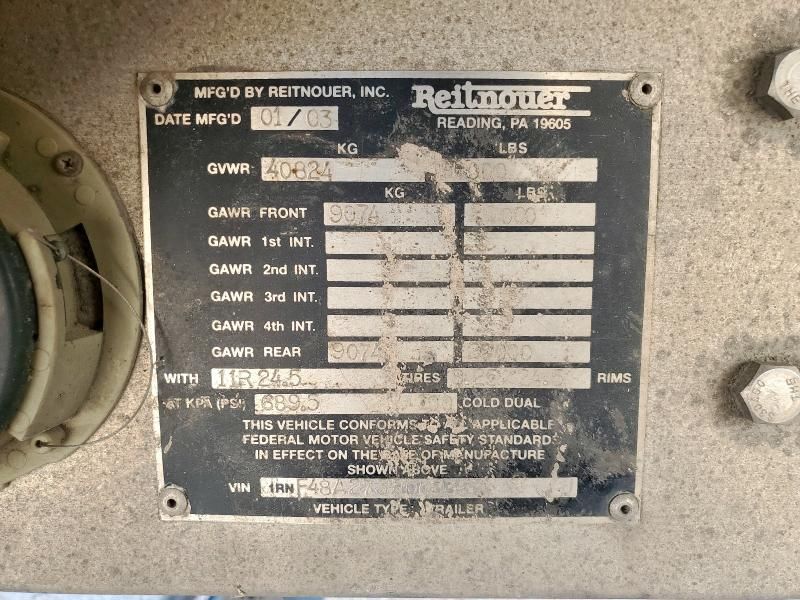 MFG'D BY REITNOUER, INC. Reitnouer
DATE MFG'D 01/03 READING, PA 19605
KG LBS
GVWR 40824
KG LBS
GAWR FRONT 9074
GAWR 1st INT.
GAWR 2nd INT.
GAWR 3rd INT.
GAWR 4th INT.
GAWR REAR 9074
WITH 11R 24.5 TIRES RIMS
AT KPA (PSI) 689.5 COLD DUAL
THIS VEHICLE CONFORMS TO ALL APPLICABLE
FEDERAL MOTOR VEHICLE SAFETY STANDARDS
IN EFFECT ON THE DATE OF MANUFACTURE
SHOWN ABOVE
VIN 1RN F48A
VEHICLE TYPE: TRAILER